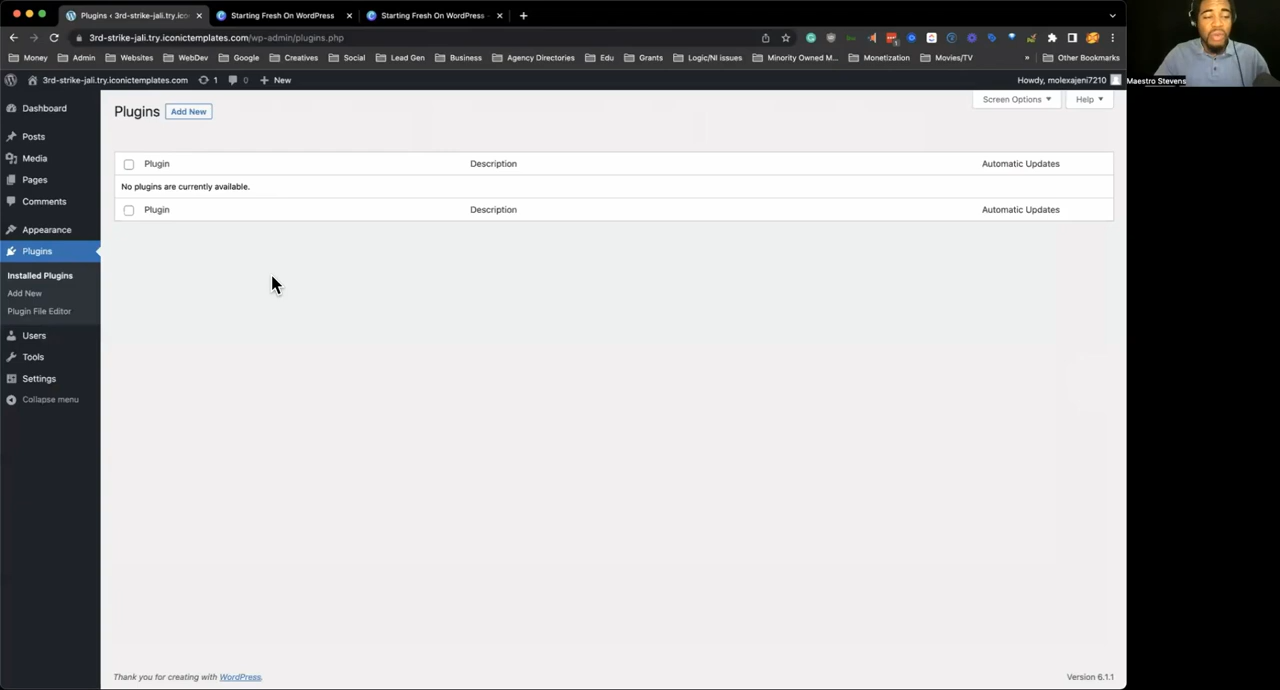 Plugins ‹ 3rd-strike-jali.try.ico
Starting Fresh On WordPress
Starting Fresh On WordPress
3rd-strike-jali.try.iconictemplates.com/wp-admin/plugins.php
Money Admin Websites WebDev Google Creatives Social Lead Gen Business Agency Directories Edu Grants Logic/NI issues Minority Owned M... Monetization Movies/TV » Other Bookmarks
3rd-strike-jali.try.iconictemplates.com 1 0 + New Howdy, molexajeni7210
Maestro Stevens
Dashboard
Posts
Media
Pages
Comments
Appearance
Plugins
Installed Plugins
Add New
Plugin File Editor
Users
Tools
Settings
Collapse menu
Plugins Add New
Screen Options ▼ Help ▼
Plugin Description Automatic Updates
No plugins are currently available.
Plugin Description Automatic Updates
Thank you for creating with WordPress.
Version 6.1.1